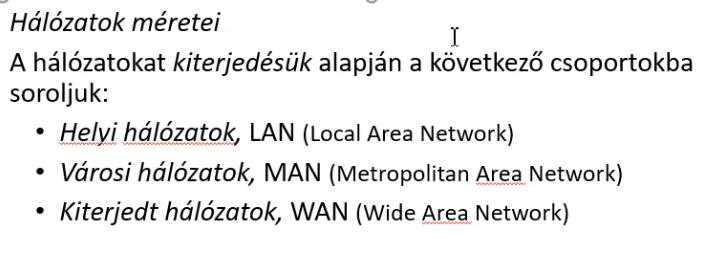 Hálózatok méretei
A hálózatokat kiterjedésük alapján a következő csoportokba
soroljuk:
• Helyi hálózatok, LAN (Local Area Network)
• Városi hálózatok, MAN (Metropolitan Area Network)
• Kiterjedt hálózatok, WAN (Wide Area Network)